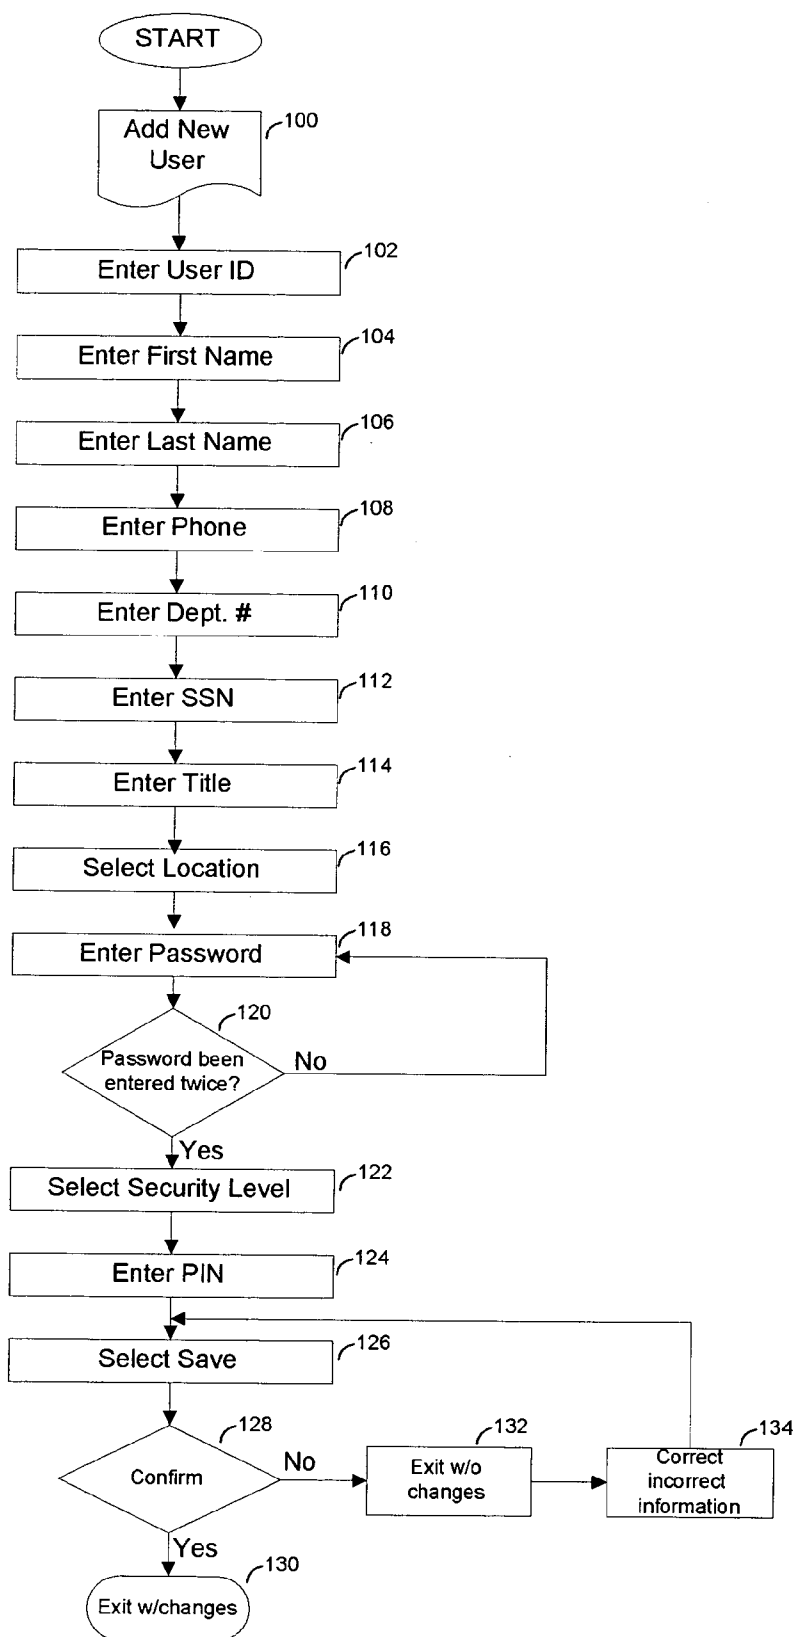 START
Add New
User
100
Enter User ID
102
Enter First Name
104
Enter Last Name
106
Enter Phone
108
Enter Dept. #
110
Enter SSN
112
Enter Title
114
Select Location
116
Enter Password
118
Password been
entered twice?
120
No
Yes
Select Security Level
122
Enter PIN
124
Select Save
126
Confirm
128
No
Exit w/o
changes
132
Correct
incorrect
information
134
Yes
Exit w/changes
130